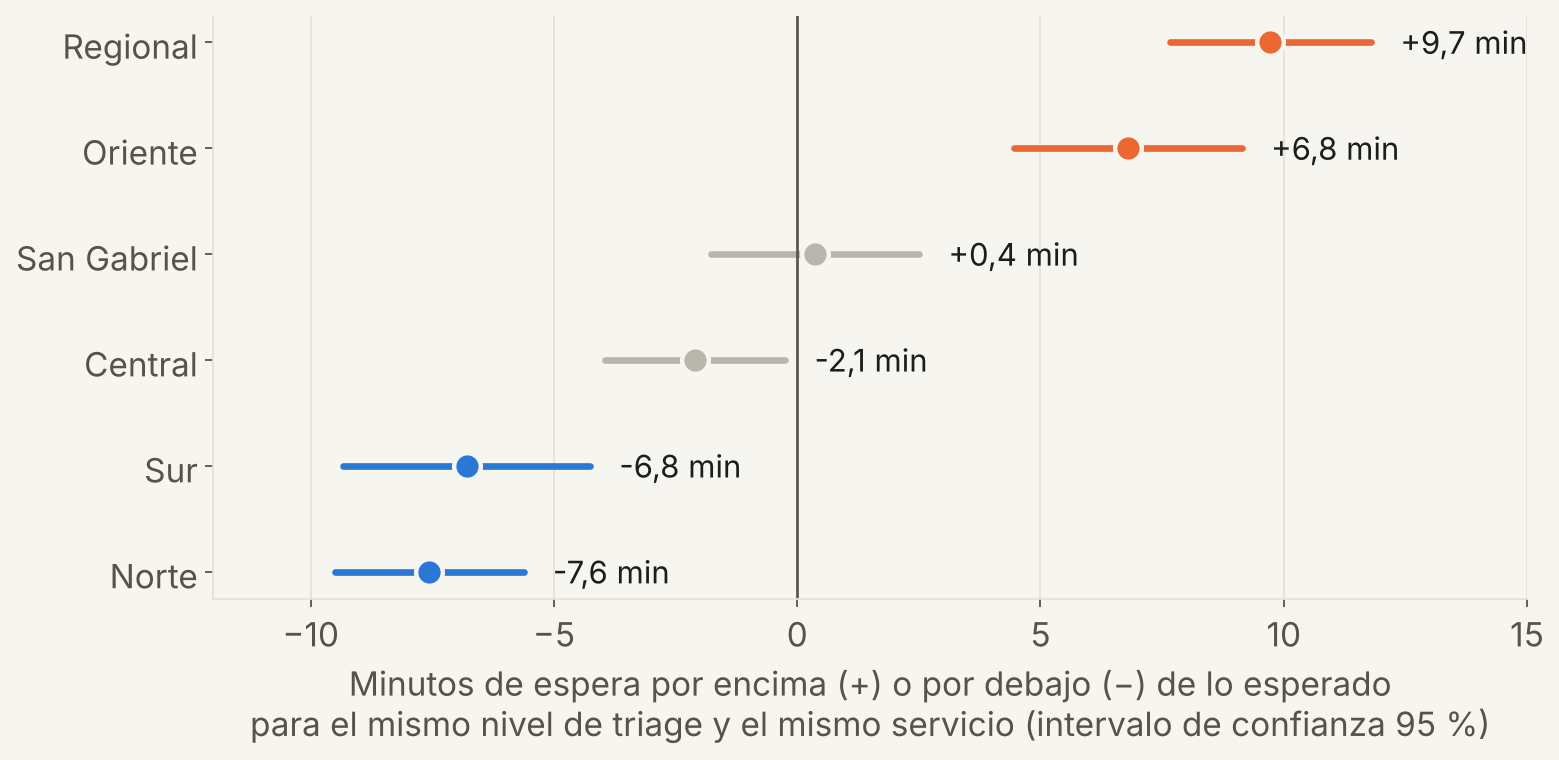 Regional +9,7 min
Oriente +6,8 min
San Gabriel +0,4 min
Central -2,1 min
Sur -6,8 min
Norte -7,6 min
−10 −5 0 5 10 15
Minutos de espera por encima (+) o por debajo (−) de lo esperado
para el mismo nivel de triage y el mismo servicio (intervalo de confianza 95 %)